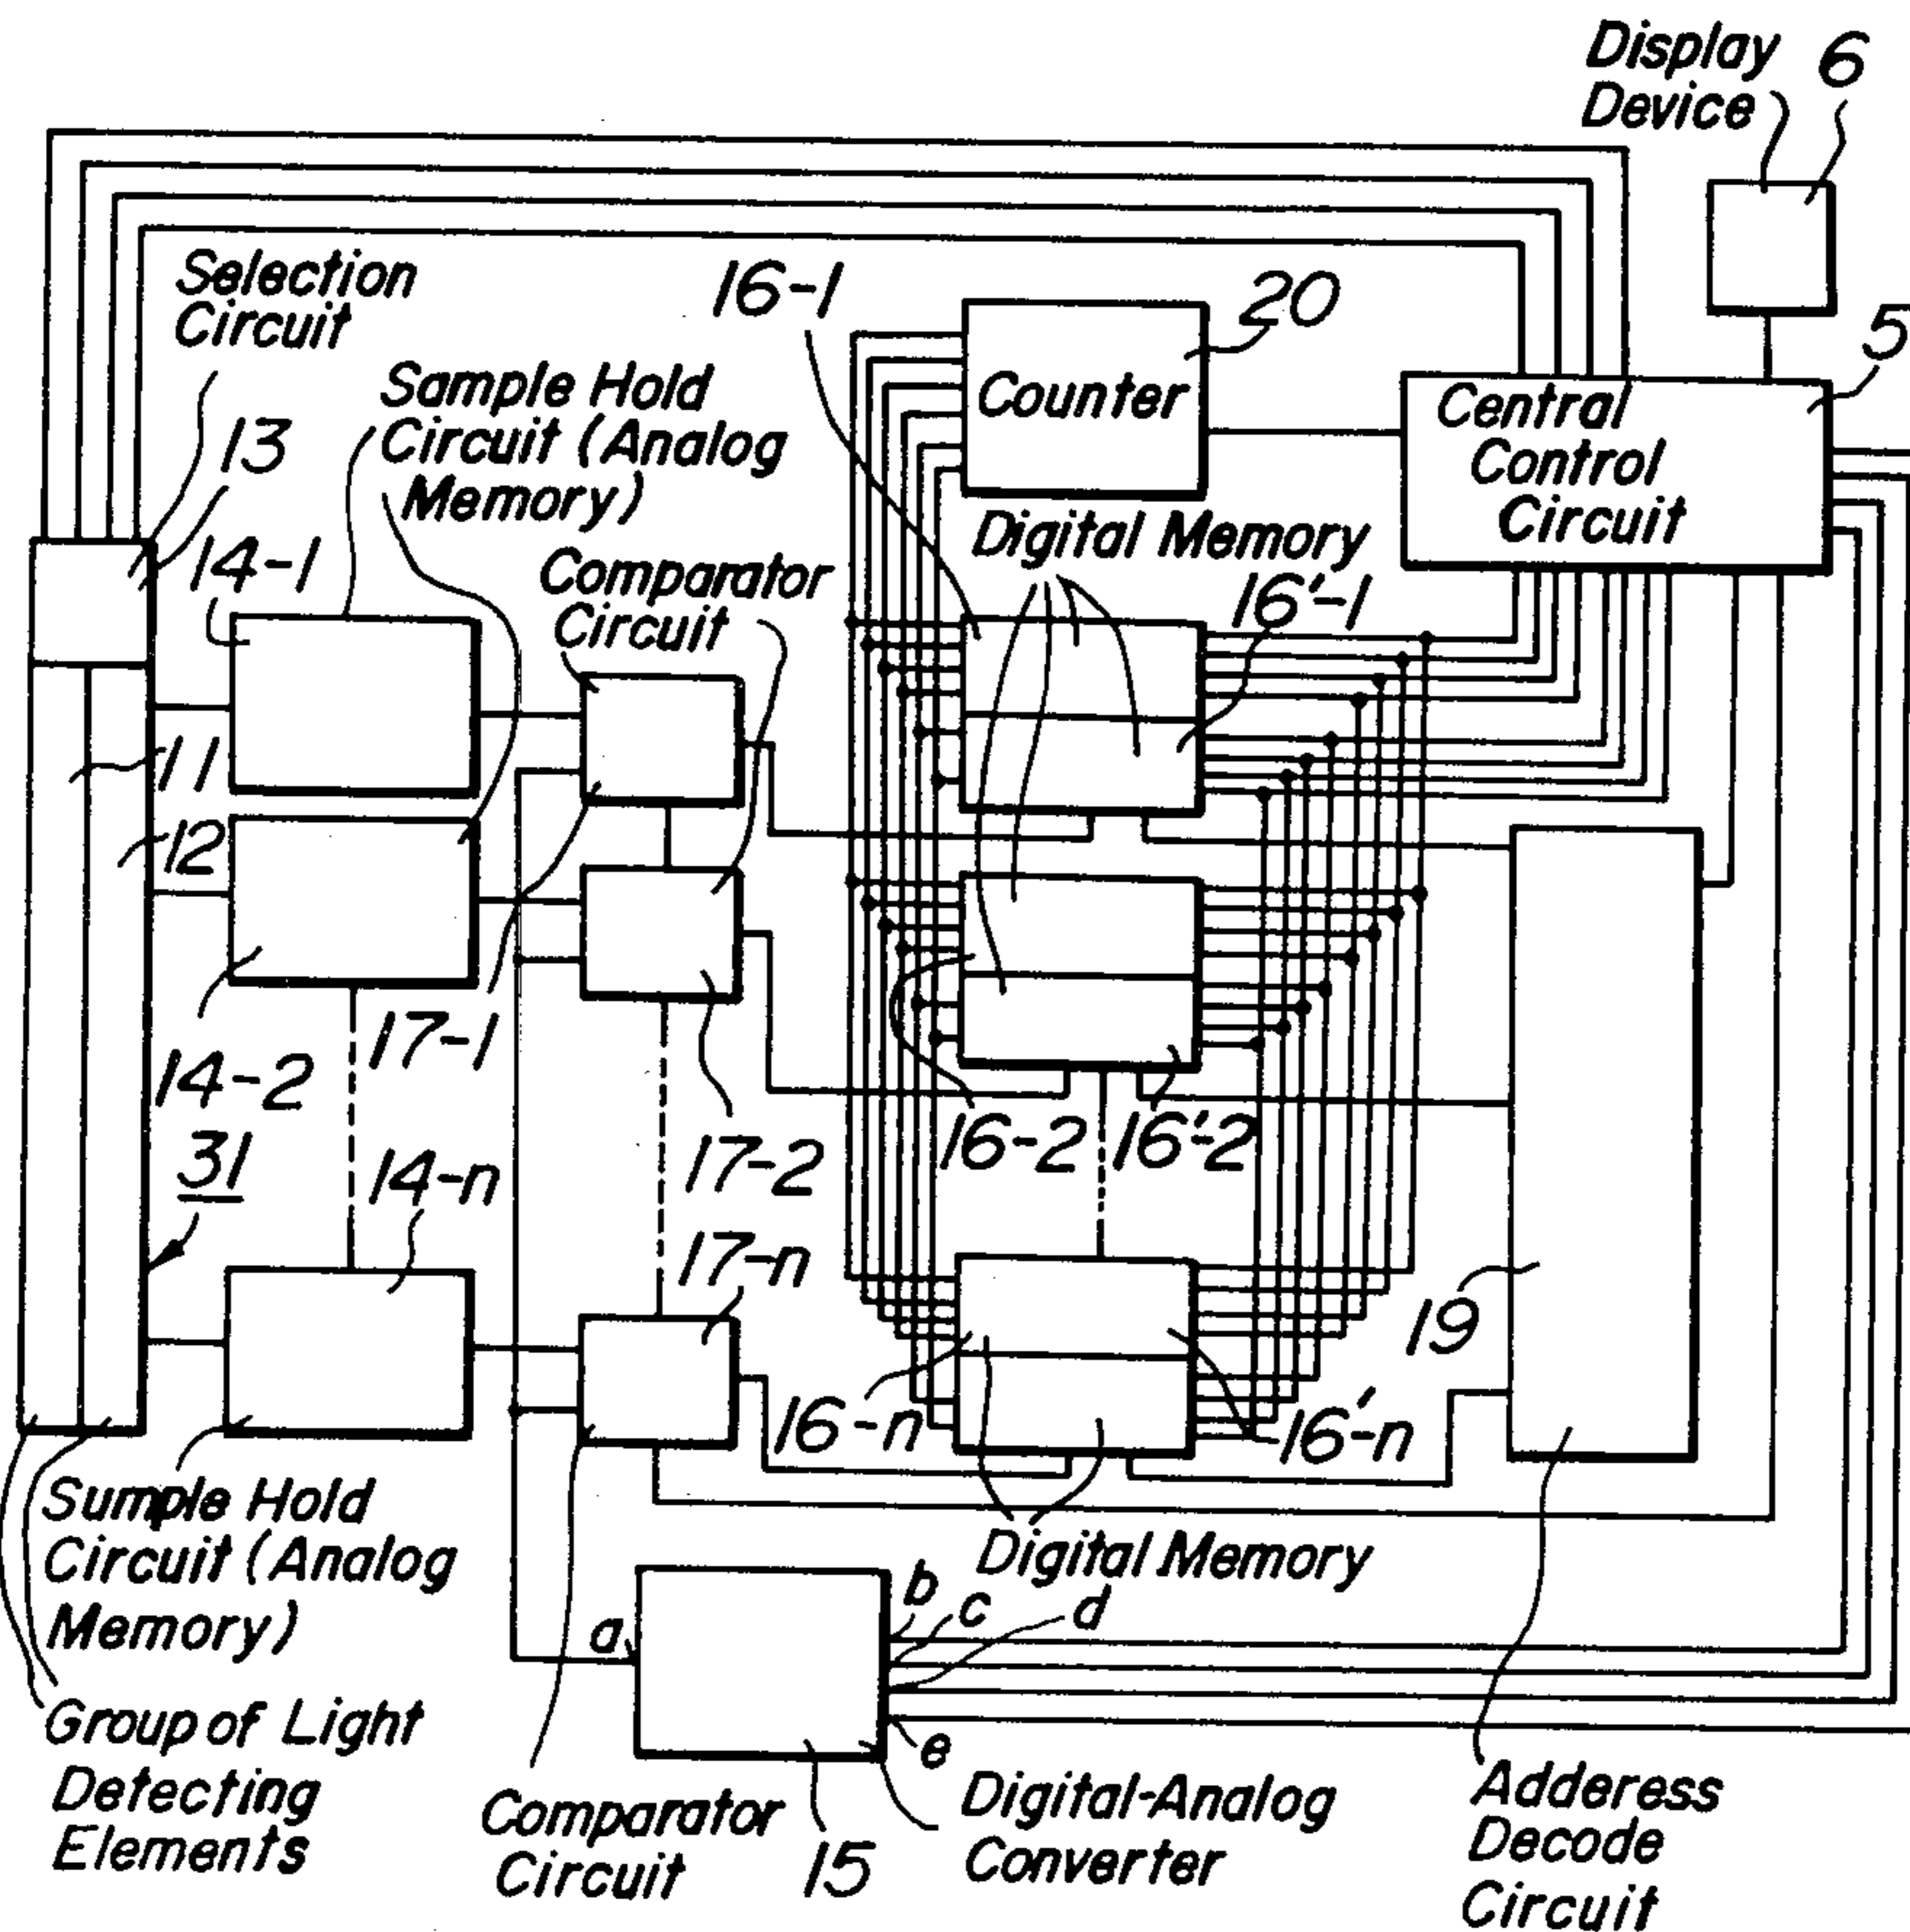 Display
Device
6
Selection
Circuit
16-1
20
5
Sample Hold
Circuit (Analog
Memory)
13
Counter
Central
Control
Circuit
14-1
Comparator
Circuit
Digital Memory
16'-1
11
12
17-1
14-2
16-2
16'-2
31
14-n
17-2
17-n
19
16-n
16'-n
Sumple Hold
Circuit (Analog
Memory)
Digital Memory
a
b
c
d
e
Group of Light
Detecting
Elements
Comparator
Circuit
15
Digital-Analog
Converter
Adderess
Decode
Circuit